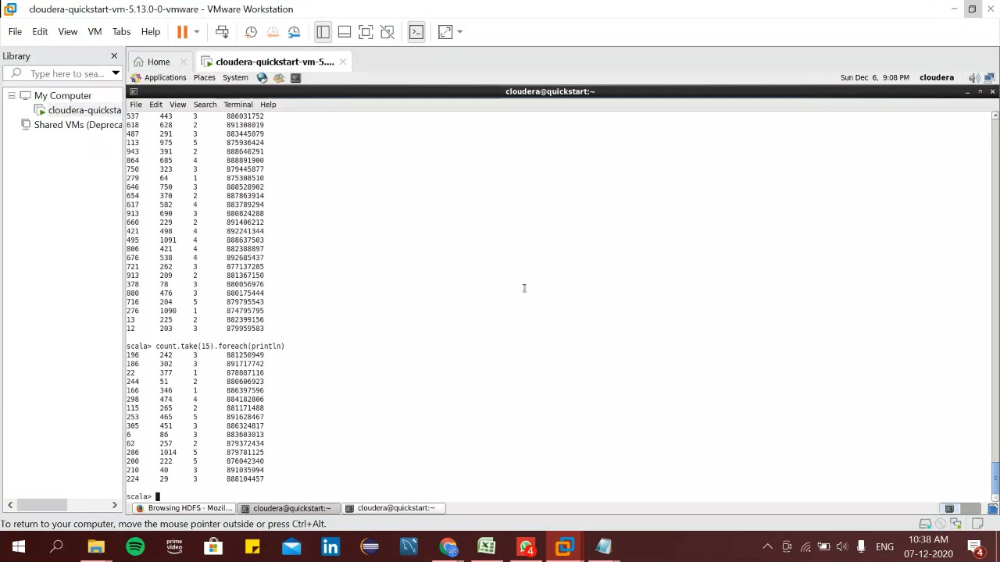 cloudera-quickstart-vm-5.13.0-0-vmware - VMware Workstation
File Edit View VM Tabs Help
Library
Type here to sea...
My Computer
cloudera-quicksta
Shared VMs (Depreca
Home
cloudera-quickstart-vm-5....
Applications Places System
Sun Dec 6, 9:08 PM cloudera
cloudera@quickstart:~
File Edit View Search Terminal Help
537 443 3 886031752
618 628 2 891308019
487 291 3 883445079
113 975 5 875936424
943 391 2 888640291
864 685 4 888891900
750 323 3 879445877
279 64 1 875308510
646 750 3 888528902
654 370 2 887863914
617 582 4 883789294
913 690 3 880824288
660 229 2 891406212
421 498 4 892241344
495 1091 4 888637503
806 421 4 882388897
676 538 4 892685437
721 262 3 877137285
913 209 2 881367150
378 78 3 880056976
880 476 3 880175444
716 204 5 879795543
276 1090 1 874795795
13 225 2 882399156
12 203 3 879959583
scala> count.take(15).foreach(println)
196 242 3 881250949
186 302 3 891717742
22 377 1 878887116
244 51 2 880606923
166 346 1 886397596
298 474 4 884182806
115 265 2 881171488
253 465 5 891628467
305 451 3 886324817
6 86 3 883603013
62 257 2 879372434
286 1014 5 879781125
200 222 5 876042340
210 40 3 891035994
224 29 3 888104457
scala>
Browsing HDFS - Mozil...
cloudera@quickstart:~
cloudera@quickstart:~
To return to your computer, move the mouse pointer outside or press Ctrl+Alt.
prime
video
4
ENG
10:38 AM
07-12-2020
4